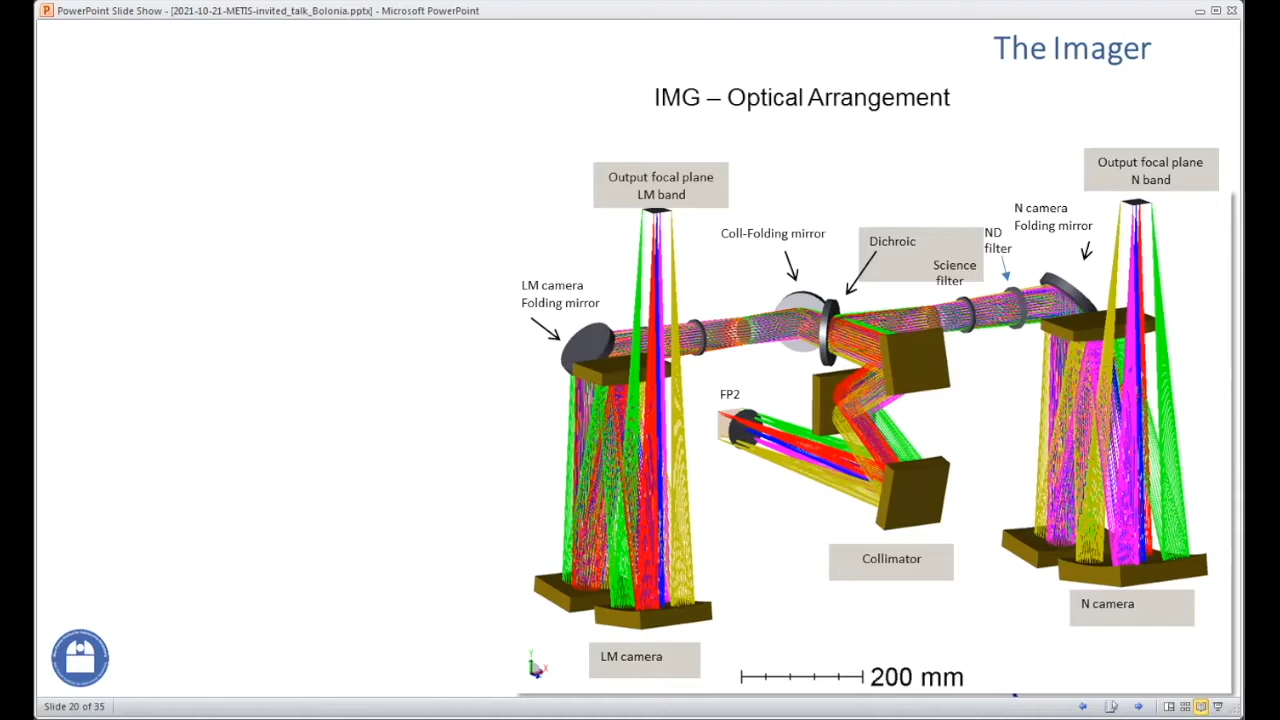 PowerPoint Slide Show - [2021-10-21-METIS-invited_talk_Bolonia.pptx] - Microsoft PowerPoint
The Imager
IMG – Optical Arrangement
Output focal plane
LM band
Output focal plane
N band
N camera
Folding mirror
Coll-Folding mirror
Dichroic
ND
filter
Science
filter
LM camera
Folding mirror
FP2
Collimator
N camera
LM camera
Y
X
200 mm
Slide 20 of 35